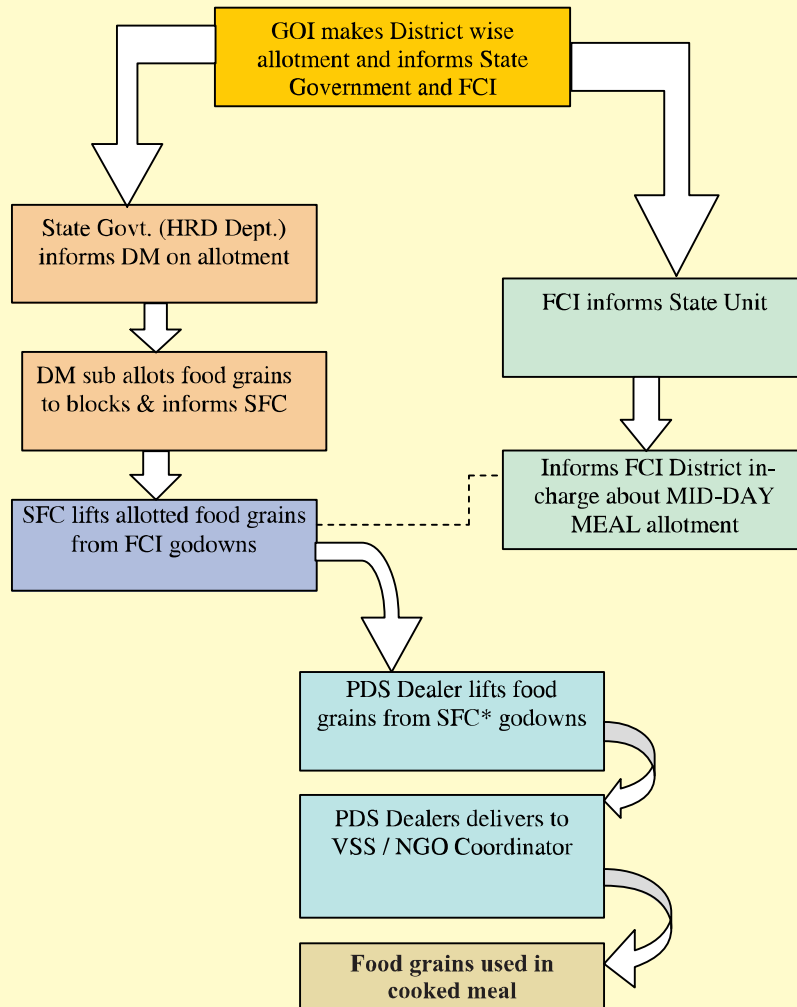 GOI makes District wise
allotment and informs State
Government and FCI
State Govt. (HRD Dept.)
informs DM on allotment
FCI informs State Unit
DM sub allots food grains
to blocks & informs SFC
Informs FCI District in-
charge about MID-DAY
MEAL allotment
SFC lifts allotted food grains
from FCI godowns
PDS Dealer lifts food
grains from SFC* godowns
PDS Dealers delivers to
VSS / NGO Coordinator
Food grains used in
cooked meal